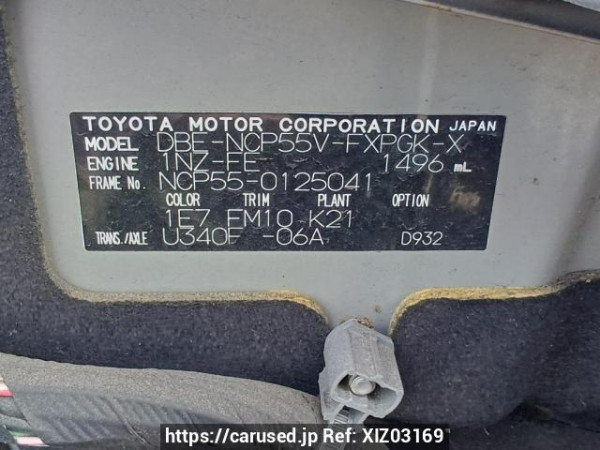 TOYOTA MOTOR CORPORATION JAPAN
MODEL DBE-NCP55V-FXPGK-X
ENGINE 1NZ-FE 1496 mL
FRAME No. NCP55-0125041
COLOR TRIM PLANT OPTION
1E7 FM10 K21
TRANS./AXLE U340F -06A D932
https://carused.jp Ref: XIZ03169